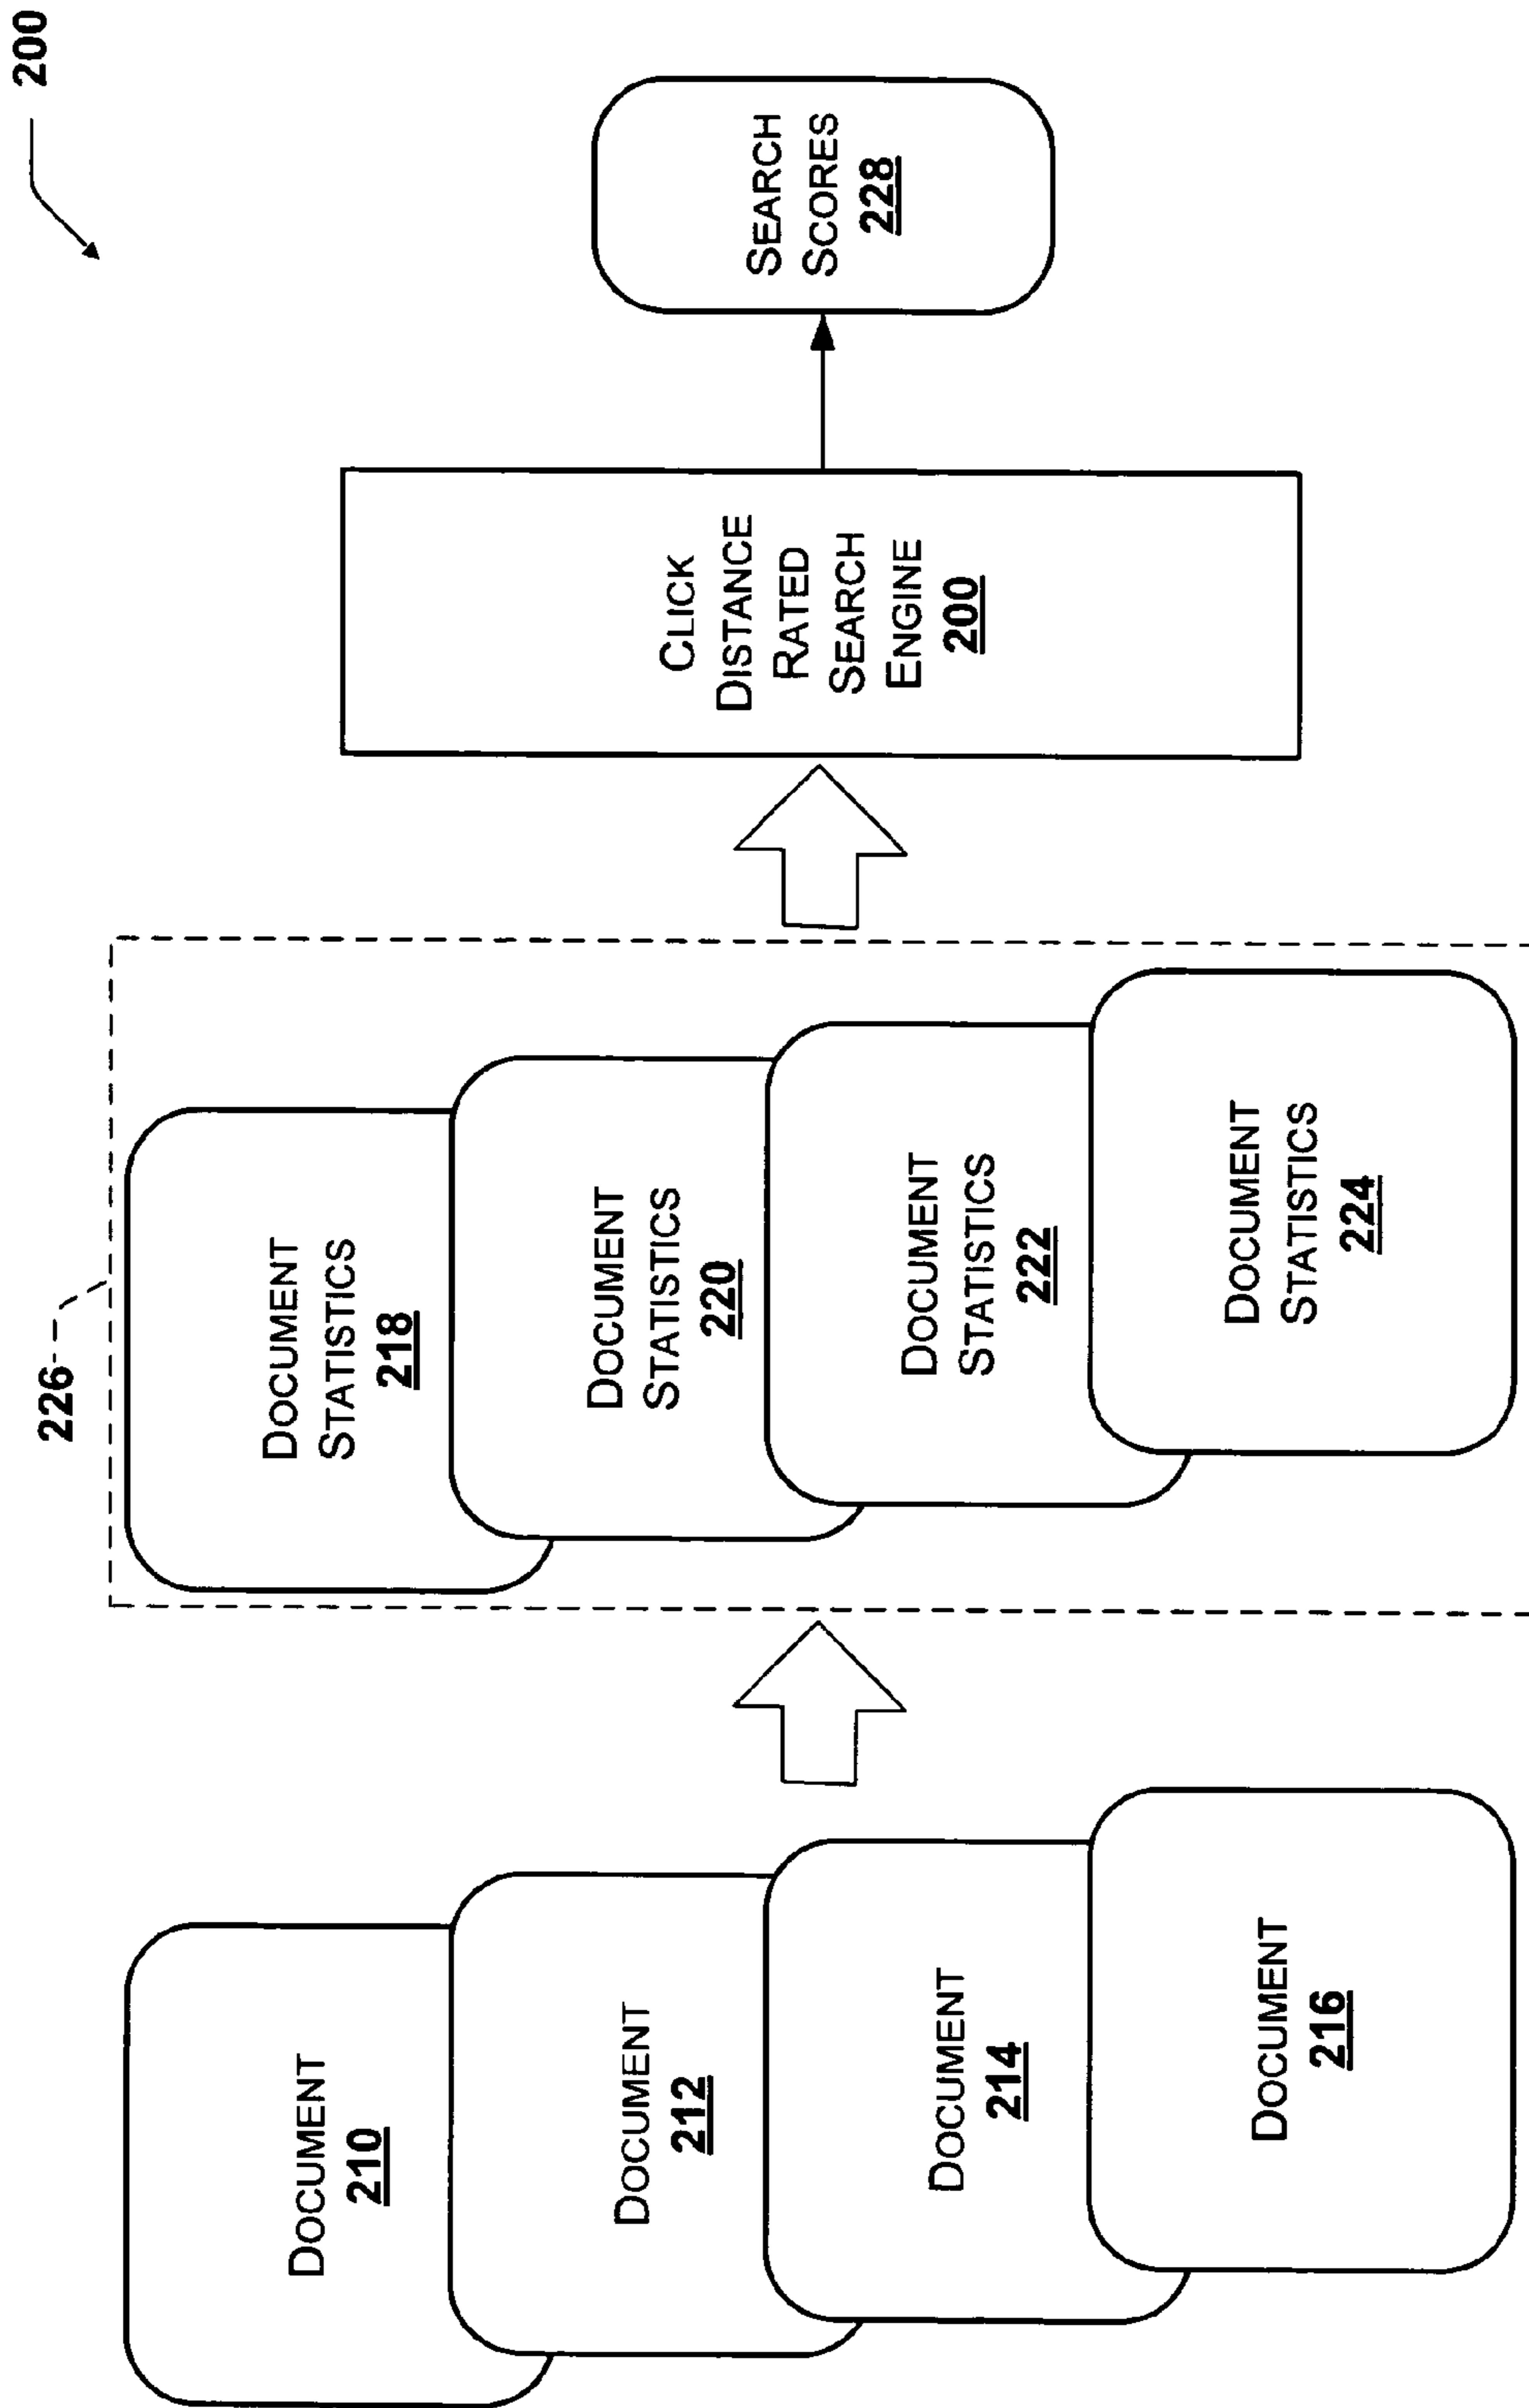 200
226
DOCUMENT
210
DOCUMENT
212
DOCUMENT
214
DOCUMENT
216
DOCUMENT
STATISTICS
218
DOCUMENT
STATISTICS
220
DOCUMENT
STATISTICS
222
DOCUMENT
STATISTICS
224
CLICK
DISTANCE
RATED
SEARCH
ENGINE
200
SEARCH
SCORES
228